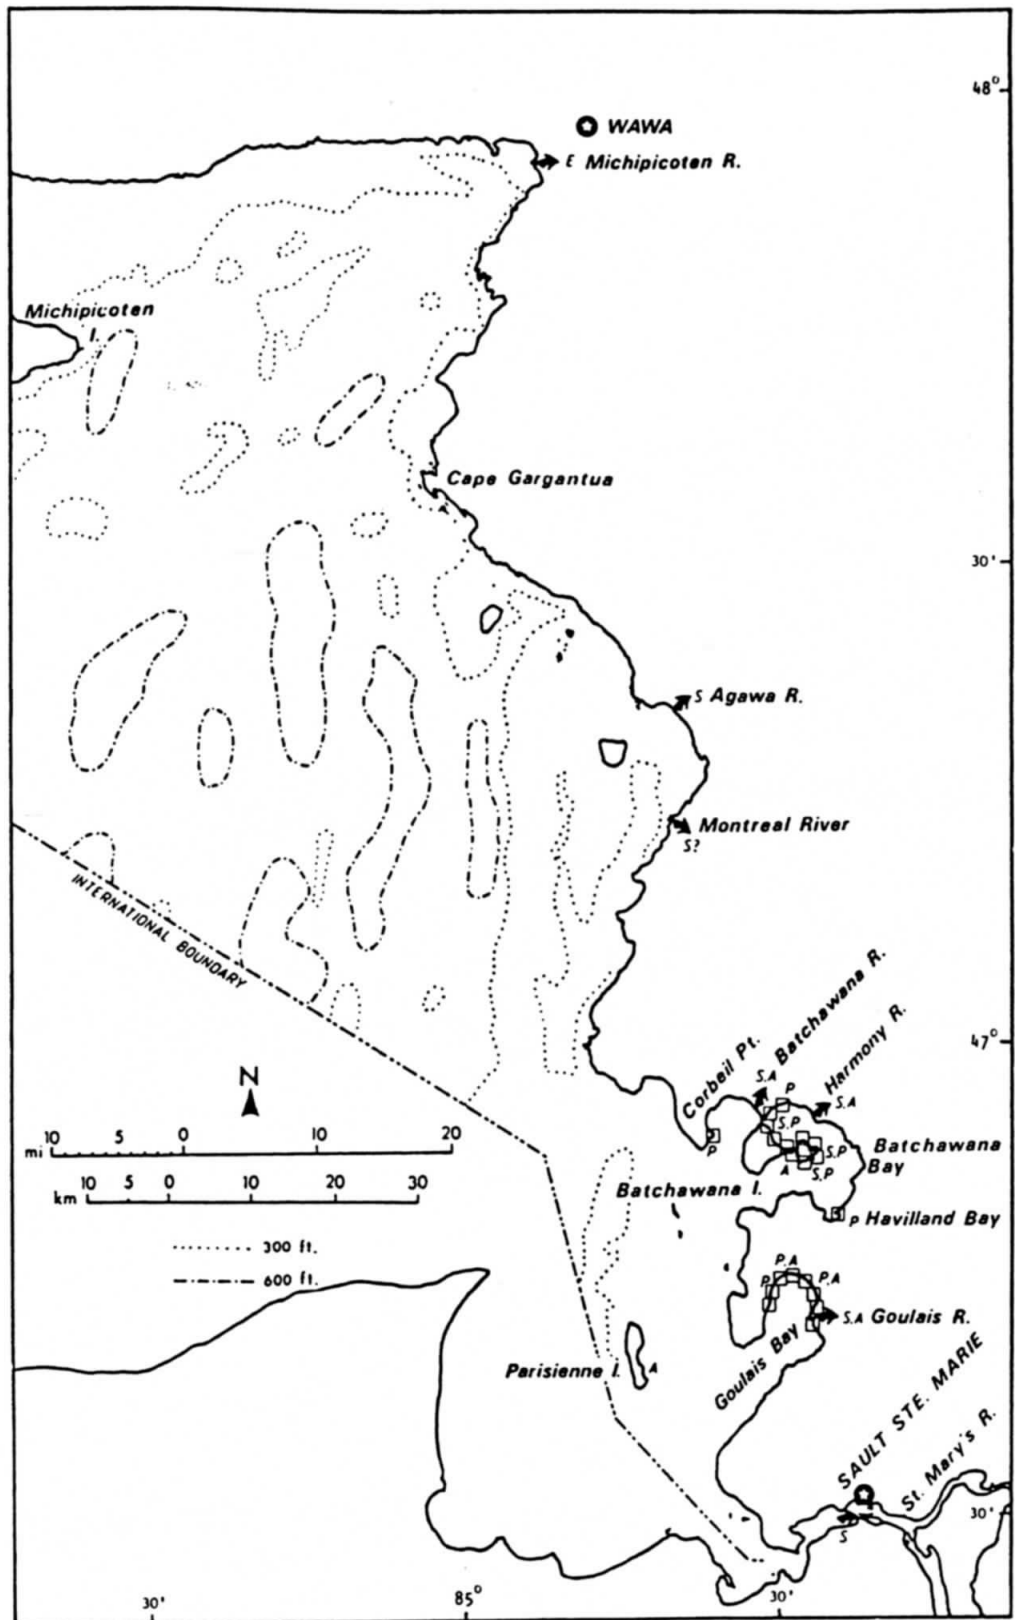 48°
WAWA
E Michipicoten R.
Michipicoten
I.
Cape Gargantua
30'
S Agawa R.
Montreal River
S?
INTERNATIONAL BOUNDARY
47°
Corbeil Pt.
Batchawana R.
Harmony R.
S.A
P
S.A
S.P
P
A
S.P
S.P
Batchawana
Bay
Batchawana I.
P Havilland Bay
N
10 5 0 10 20
mi
km
10 5 0 10 20 30
300 ft.
600 ft.
P
P.A
P.A
S.A Goulais R.
Goulais Bay
Parisienne I.
A
SAULT STE. MARIE
St. Mary's R.
S
30'
30'
85°
30'